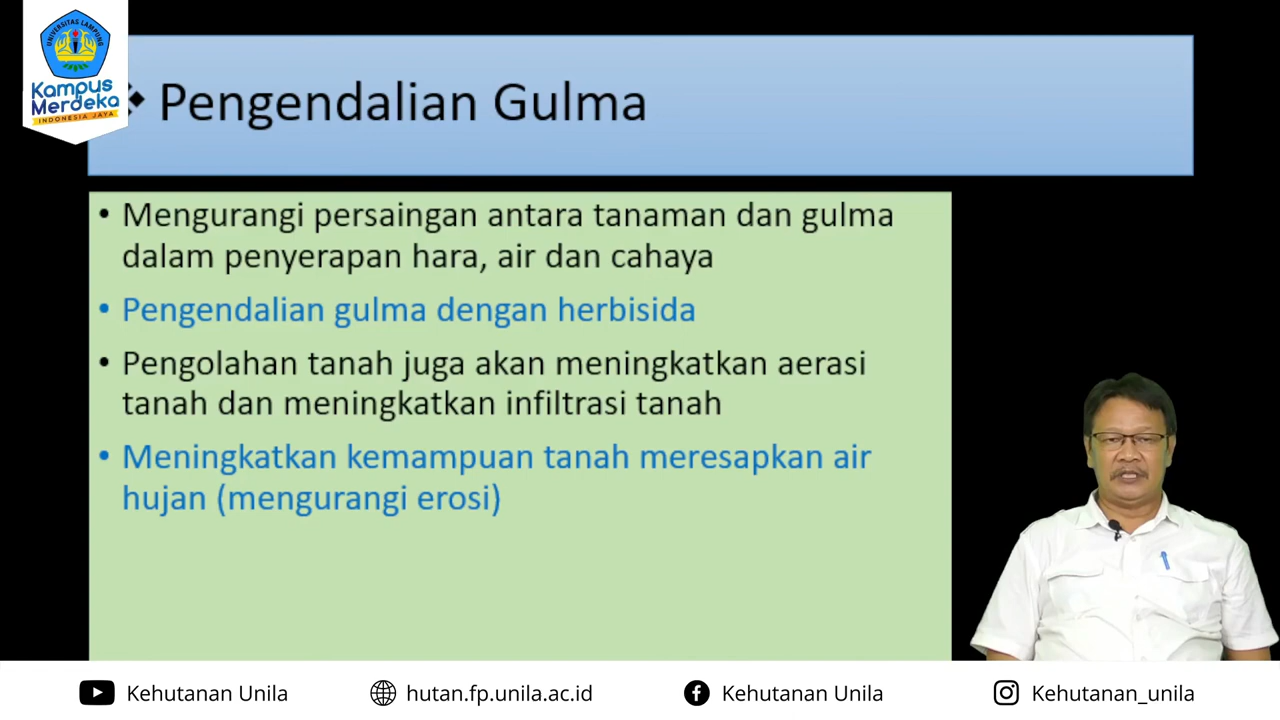 UNIVERSITAS LAMPUNG
Kampus
Merdeka
INDONESIA JAYA
❖ Pengendalian Gulma
• Mengurangi persaingan antara tanaman dan gulma
dalam penyerapan hara, air dan cahaya
• Pengendalian gulma dengan herbisida
• Pengolahan tanah juga akan meningkatkan aerasi
tanah dan meningkatkan infiltrasi tanah
• Meningkatkan kemampuan tanah meresapkan air
hujan (mengurangi erosi)
Kehutanan Unila
hutan.fp.unila.ac.id
Kehutanan Unila
Kehutanan_unila